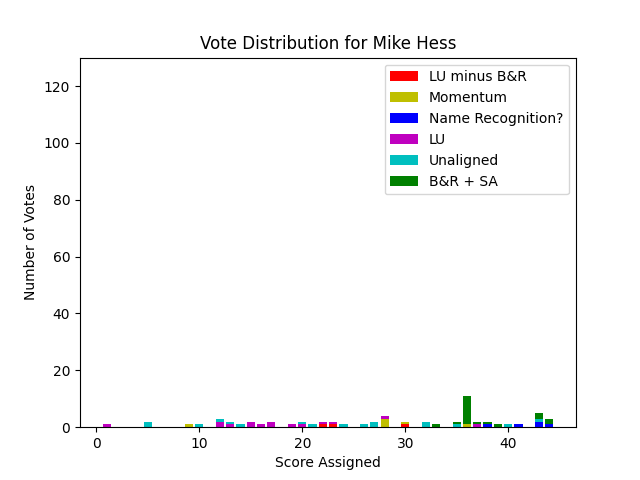 Vote Distribution for Mike Hess
120
100
80
60
40
20
0
Number of Votes
LU minus B&R
Momentum
Name Recognition?
LU
Unaligned
B&R + SA
0 10 20 30 40
Score Assigned